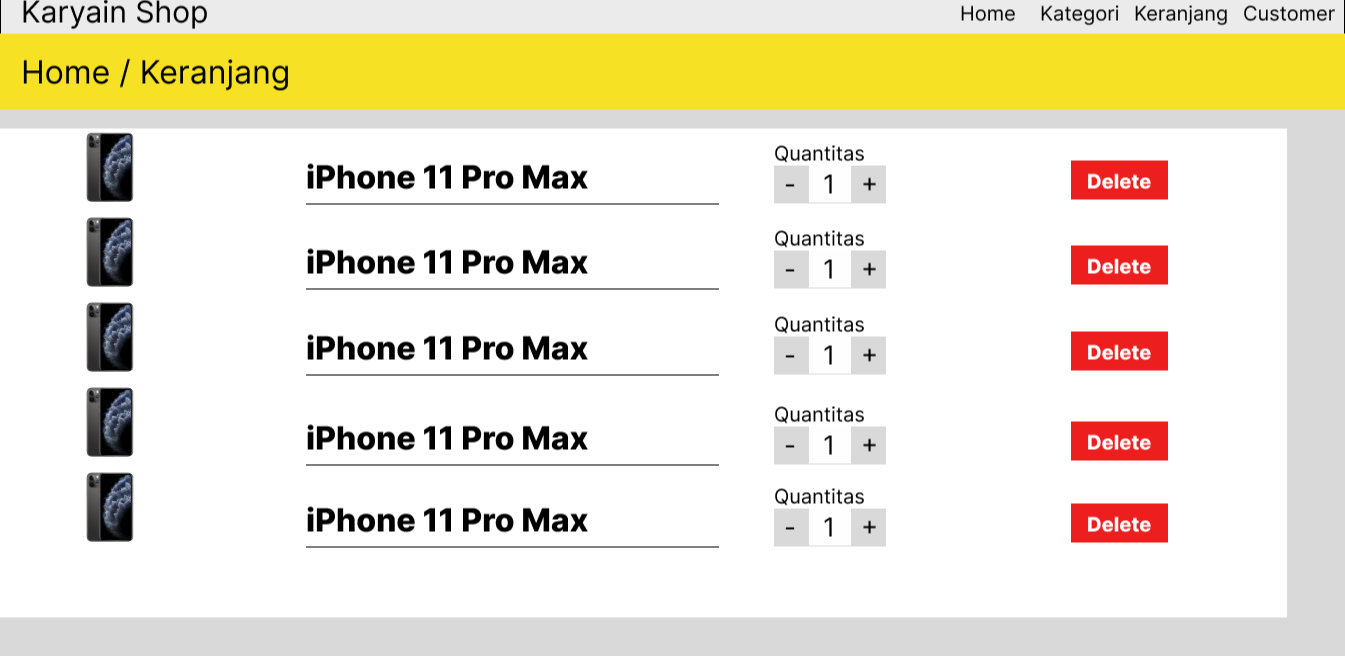 Karyain Shop Home Kategori Keranjang Customer
Home / Keranjang
Quantitas
iPhone 11 Pro Max - 1 + Delete
Quantitas
iPhone 11 Pro Max - 1 + Delete
Quantitas
iPhone 11 Pro Max - 1 + Delete
Quantitas
iPhone 11 Pro Max - 1 + Delete
Quantitas
iPhone 11 Pro Max - 1 + Delete